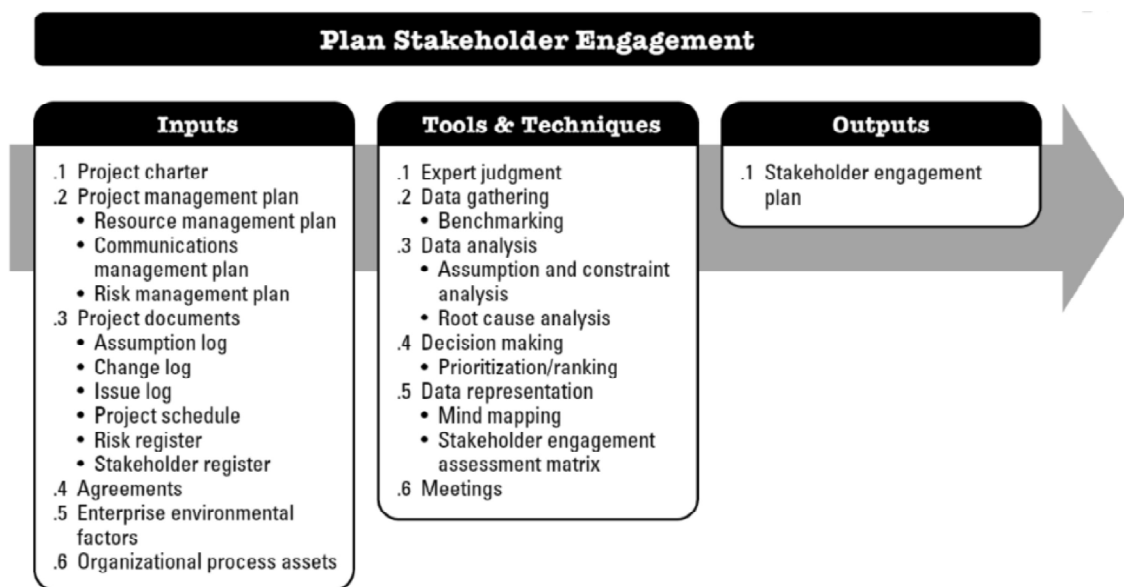 Plan Stakeholder Engagement
Inputs
.1 Project charter
.2 Project management plan
• Resource management plan
• Communications
management plan
• Risk management plan
.3 Project documents
• Assumption log
• Change log
• Issue log
• Project schedule
• Risk register
• Stakeholder register
.4 Agreements
.5 Enterprise environmental
factors
.6 Organizational process assets
Tools & Techniques
.1 Expert judgment
.2 Data gathering
• Benchmarking
.3 Data analysis
• Assumption and constraint
analysis
• Root cause analysis
.4 Decision making
• Prioritization/ranking
.5 Data representation
• Mind mapping
• Stakeholder engagement
assessment matrix
.6 Meetings
Outputs
.1 Stakeholder engagement
plan